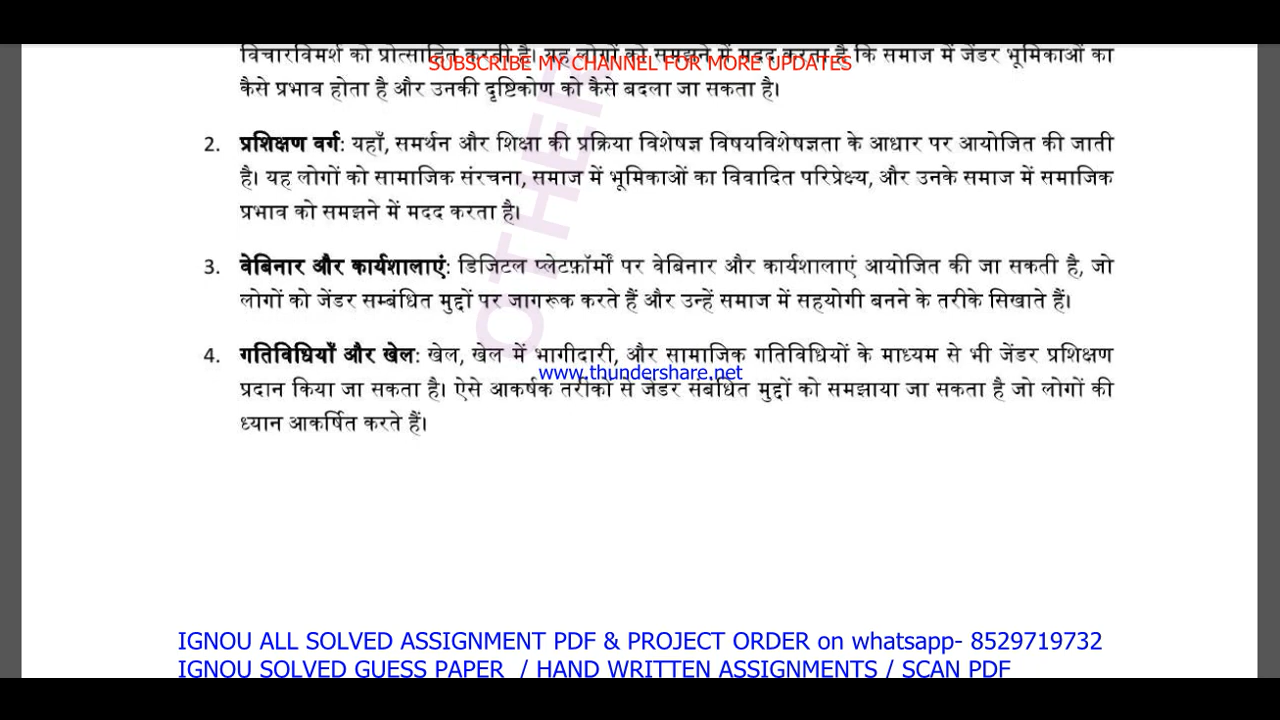 विचारविमर्श को प्रोत्साहित करती है। यह लोगों को समझने में मदद करता है कि समाज में जेंडर भूमिकाओं का
SUBSCRIBE MY CHANNEL FOR MORE UPDATES
कैसे प्रभाव होता है और उनकी दृष्टिकोण को कैसे बदला जा सकता है।
2. प्रशिक्षण वर्ग: यहाँ, समर्थन और शिक्षा की प्रक्रिया विशेषज्ञ विषयविशेषज्ञता के आधार पर आयोजित की जाती
है। यह लोगों को सामाजिक संरचना, समाज में भूमिकाओं का विवादित परिप्रेक्ष्य, और उनके समाज में समाजिक
प्रभाव को समझने में मदद करता है।
3. वेबिनार और कार्यशालाएं: डिजिटल प्लेटफ़ॉर्मों पर वेबिनार और कार्यशालाएं आयोजित की जा सकती है, जो
लोगों को जेंडर सम्बंधित मुद्दों पर जागरूक करते हैं और उन्हें समाज में सहयोगी बनने के तरीके सिखाते हैं।
4. गतिविधियाँ और खेल: खेल, खेल में भागीदारी, और सामाजिक गतिविधियों के माध्यम से भी जेंडर प्रशिक्षण
www.thundershare.net
प्रदान किया जा सकता है। ऐसे आकर्षक तरीकों से जेंडर संबंधित मुद्दों को समझाया जा सकता है जो लोगों की
ध्यान आकर्षित करते हैं।
OTHER
IGNOU ALL SOLVED ASSIGNMENT PDF & PROJECT ORDER on whatsapp- 8529719732
IGNOU SOLVED GUESS PAPER / HAND WRITTEN ASSIGNMENTS / SCAN PDF